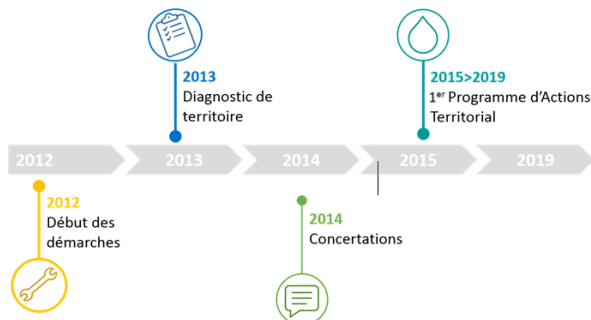 2013
Diagnostic de
territoire
2015>2019
1er Programme d'Actions
Territorial
2012 2013 2014 2015 2019
2012
Début des
démarches
2014
Concertations